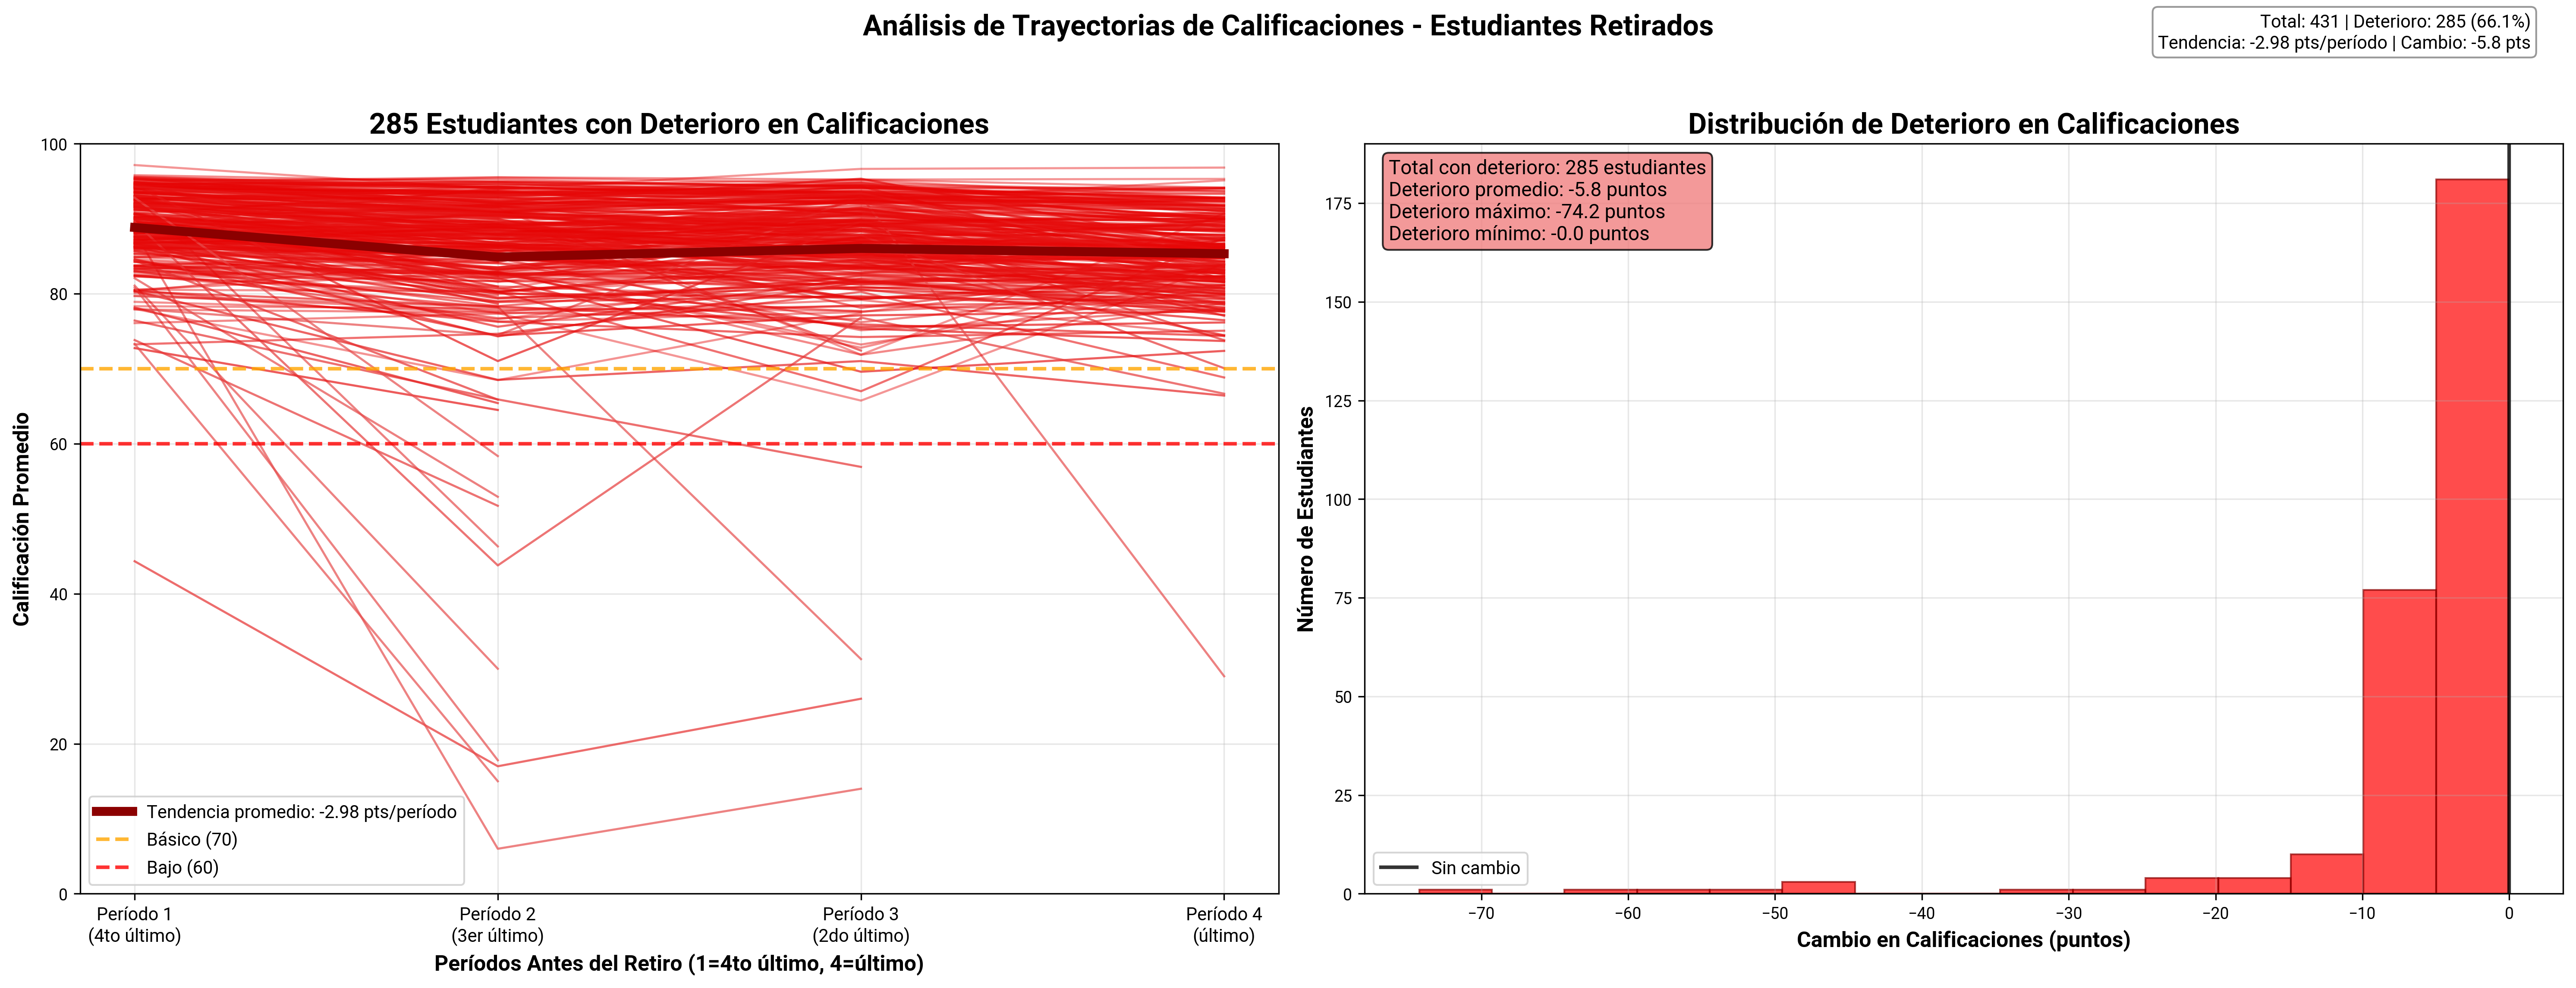 Análisis de Trayectorias de Calificaciones - Estudiantes Retirados
Total: 431 | Deterioro: 285 (66.1%)
Tendencia: -2.98 pts/período | Cambio: -5.8 pts
285 Estudiantes con Deterioro en Calificaciones
Calificación Promedio
100
80
60
40
20
0
Tendencia promedio: -2.98 pts/período
Básico (70)
Bajo (60)
Período 1
(4to último)
Período 2
(3er último)
Período 3
(2do último)
Período 4
(último)
Períodos Antes del Retiro (1=4to último, 4=último)
Distribución de Deterioro en Calificaciones
Total con deterioro: 285 estudiantes
Deterioro promedio: -5.8 puntos
Deterioro máximo: -74.2 puntos
Deterioro mínimo: -0.0 puntos
Número de Estudiantes
175
150
125
100
75
50
25
0
Sin cambio
−70
−60
−50
−40
−30
−20
−10
0
Cambio en Calificaciones (puntos)